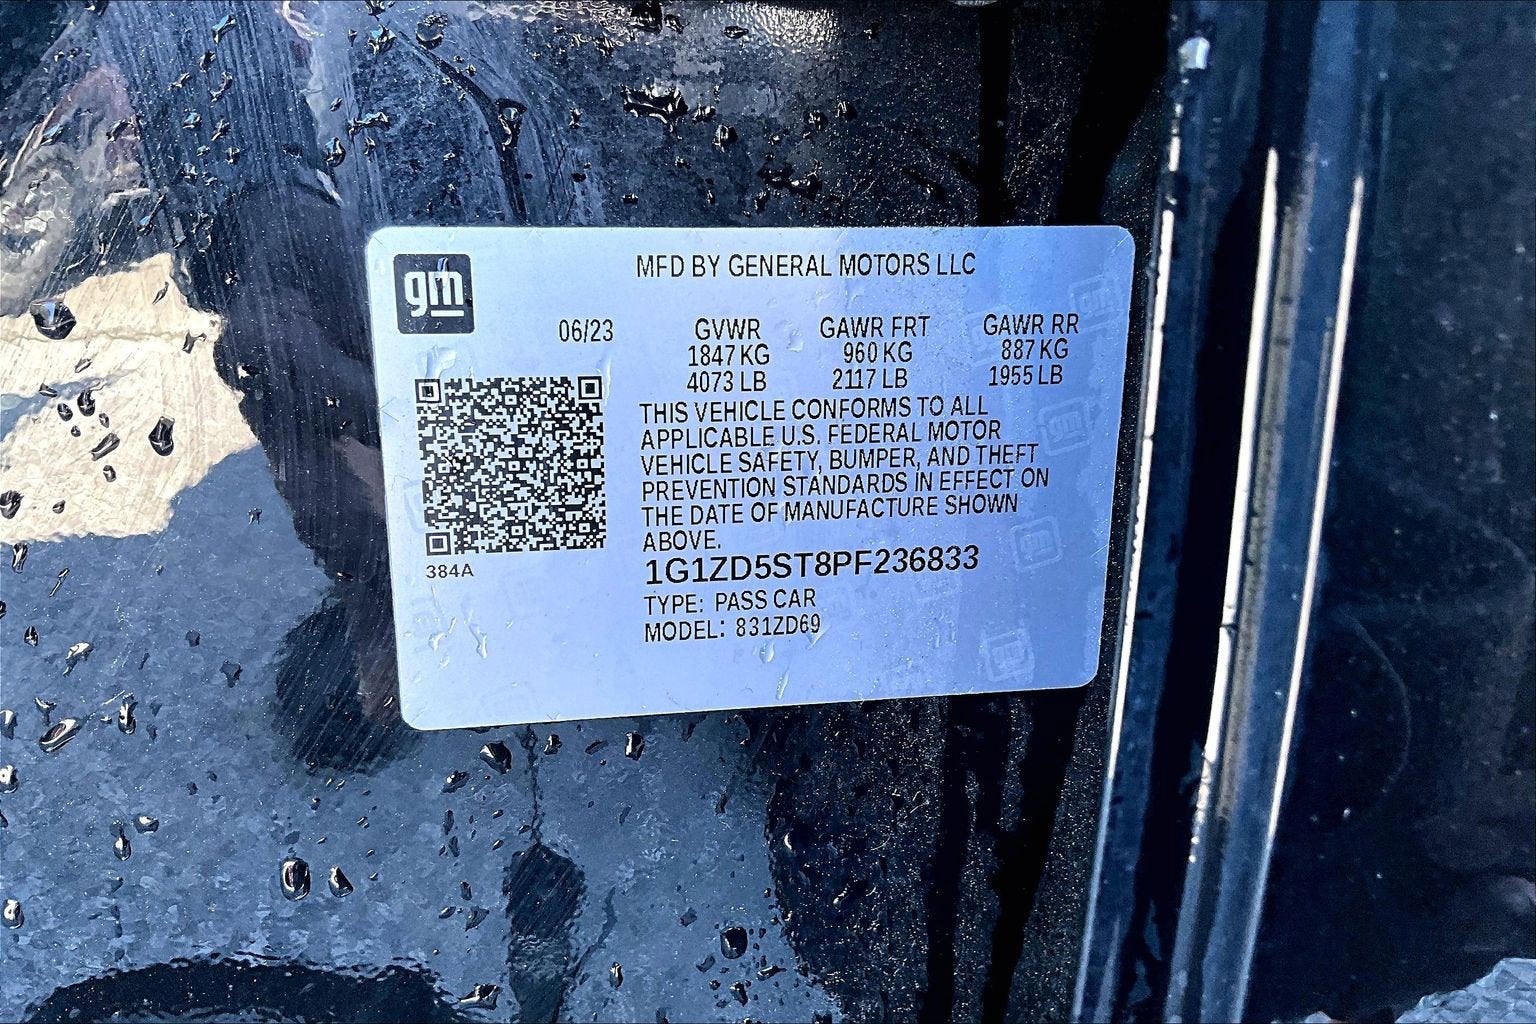 gm
MFD BY GENERAL MOTORS LLC
06/23 GVWR GAWR FRT GAWR RR
1847 KG 960 KG 887 KG
4073 LB 2117 LB 1955 LB
THIS VEHICLE CONFORMS TO ALL
APPLICABLE U.S. FEDERAL MOTOR
VEHICLE SAFETY, BUMPER, AND THEFT
PREVENTION STANDARDS IN EFFECT ON
THE DATE OF MANUFACTURE SHOWN
ABOVE.
384A
1G1ZD5ST8PF236833
TYPE: PASS CAR
MODEL: 831ZD69